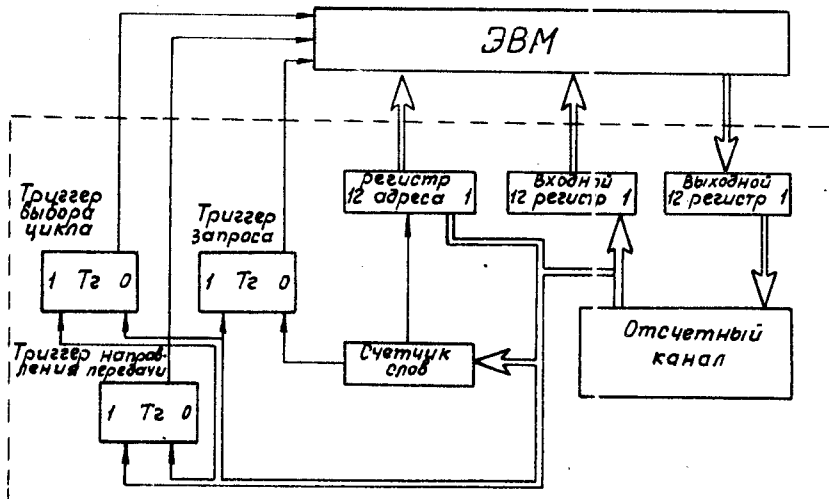 ЭВМ
регистр
12 адреса 1
Входной
12 регистр 1
Выходной
12 регистр 1
Триггер
выбора
цикла
Триггер
запроса
1 Тг 0
1 Тг 0
Отсчетный
канал
Счетчик
слов
Триггер направ-
ления передачи
1 Тг 0